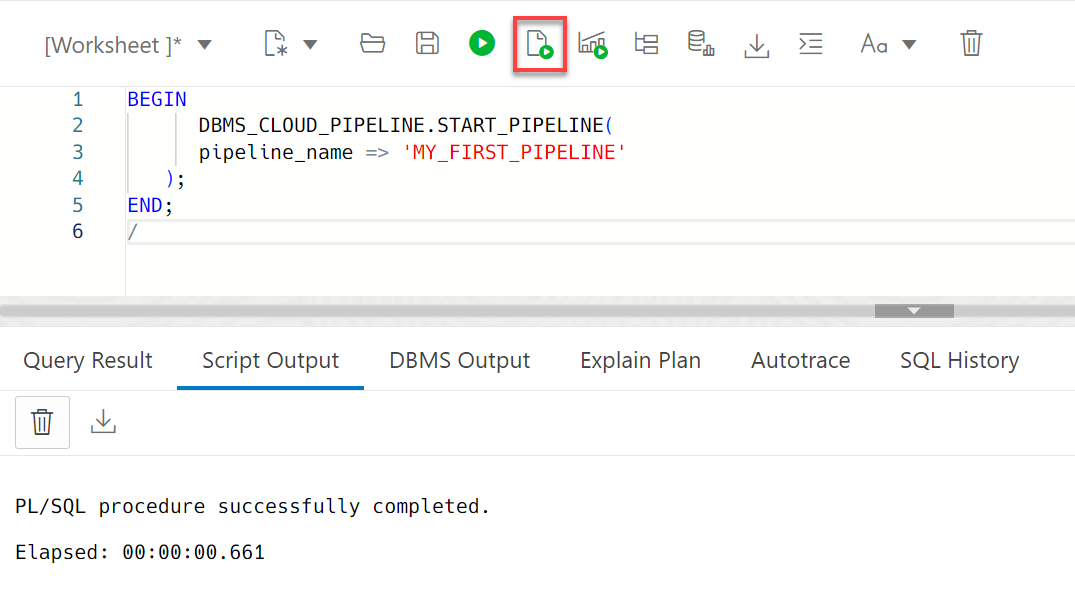 [Worksheet ]*
Aa
1 BEGIN
2 DBMS_CLOUD_PIPELINE.START_PIPELINE(
3 pipeline_name => 'MY_FIRST_PIPELINE'
4 );
5 END;
6 /
Query Result Script Output DBMS Output Explain Plan Autotrace SQL History
PL/SQL procedure successfully completed.
Elapsed: 00:00:00.661